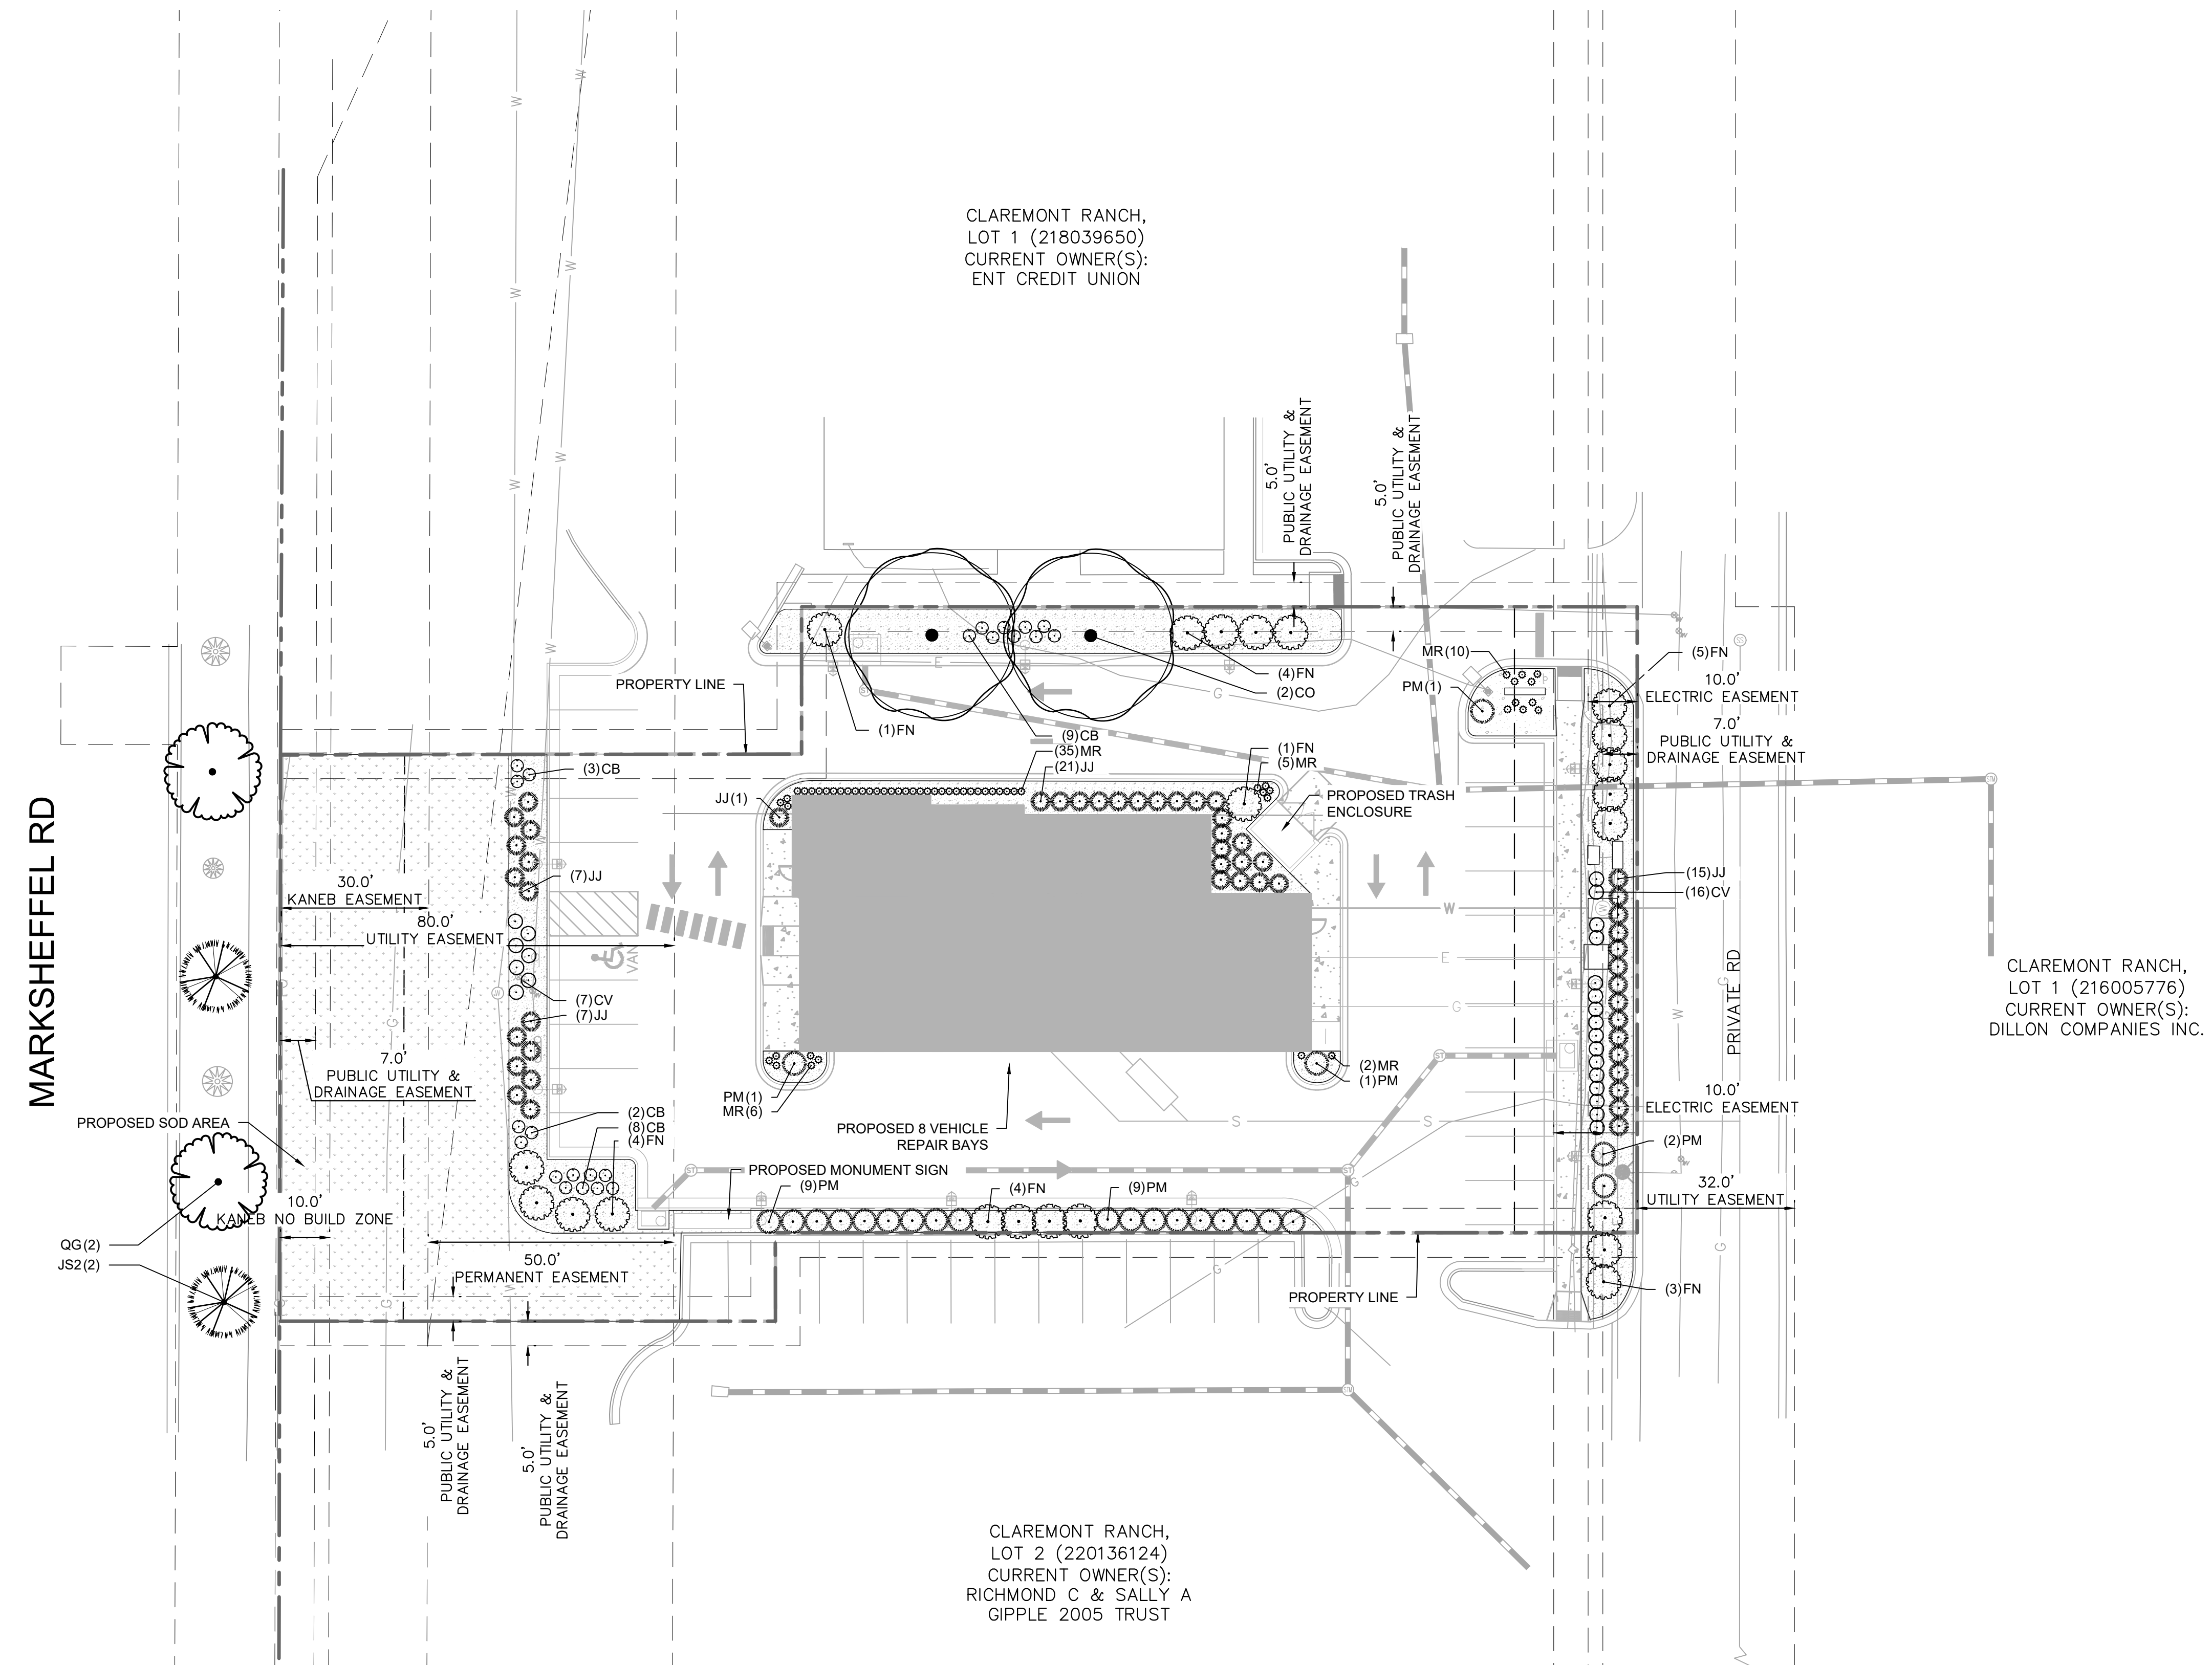 CLAREMONT RANCH,
LOT 1 (218039650)
CURRENT OWNER(S):
ENT CREDIT UNION
5.0'
PUBLIC UTILITY &
DRAINAGE EASEMENT
5.0'
PUBLIC UTILITY &
DRAINAGE EASEMENT
PROPERTY LINE
(1)FN
(9)CB
(35)MR
(21)JJ
(4)FN
(2)CO
(1)FN
(5)MR
MR(10)
PM(1)
(5)FN
10.0'
ELECTRIC EASEMENT
7.0'
PUBLIC UTILITY &
DRAINAGE EASEMENT
(3)CB
JJ(1)
PROPOSED TRASH
ENCLOSURE
MARKSHEFFEL RD
30.0'
KANEB EASEMENT
80.0'
UTILITY EASEMENT
(7)JJ
VAN
(15)JJ
(16)CV
PRIVATE RD
CLAREMONT RANCH,
LOT 1 (216005776)
CURRENT OWNER(S):
DILLON COMPANIES INC.
(7)CV
(7)JJ
7.0'
PUBLIC UTILITY &
DRAINAGE EASEMENT
PROPOSED SOD AREA
(2)CB
(8)CB
(4)FN
PM(1)
MR(6)
PROPOSED 8 VEHICLE
REPAIR BAYS
(2)MR
(1)PM
10.0'
ELECTRIC EASEMENT
(2)PM
32.0'
UTILITY EASEMENT
PROPOSED MONUMENT SIGN
(9)PM
(4)FN
(9)PM
10.0'
KANEB NO BUILD ZONE
QG(2)
JS2(2)
50.0'
PERMANENT EASEMENT
PROPERTY LINE
(3)FN
5.0'
PUBLIC UTILITY &
DRAINAGE EASEMENT
5.0'
PUBLIC UTILITY &
DRAINAGE EASEMENT
CLAREMONT RANCH,
LOT 2 (220136124)
CURRENT OWNER(S):
RICHMOND C & SALLY A
GIPPLE 2005 TRUST
W
W
W
W
W
W
W
W
W
W
W
G
G
G
G
G
G
G
G
G
E
E
S
S
ST
ST
ST
ST
SS